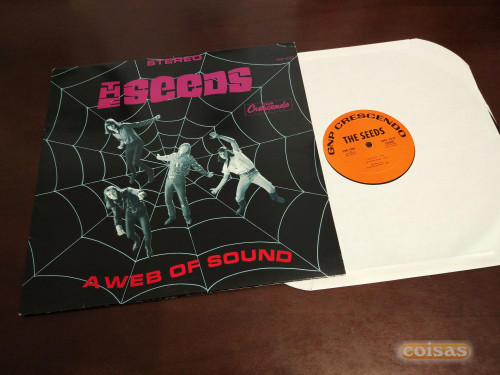 STEREO
THE SEEDS
Crescendo
A WEB OF SOUND
GNP CRESCENDO
THE SEEDS
coisas